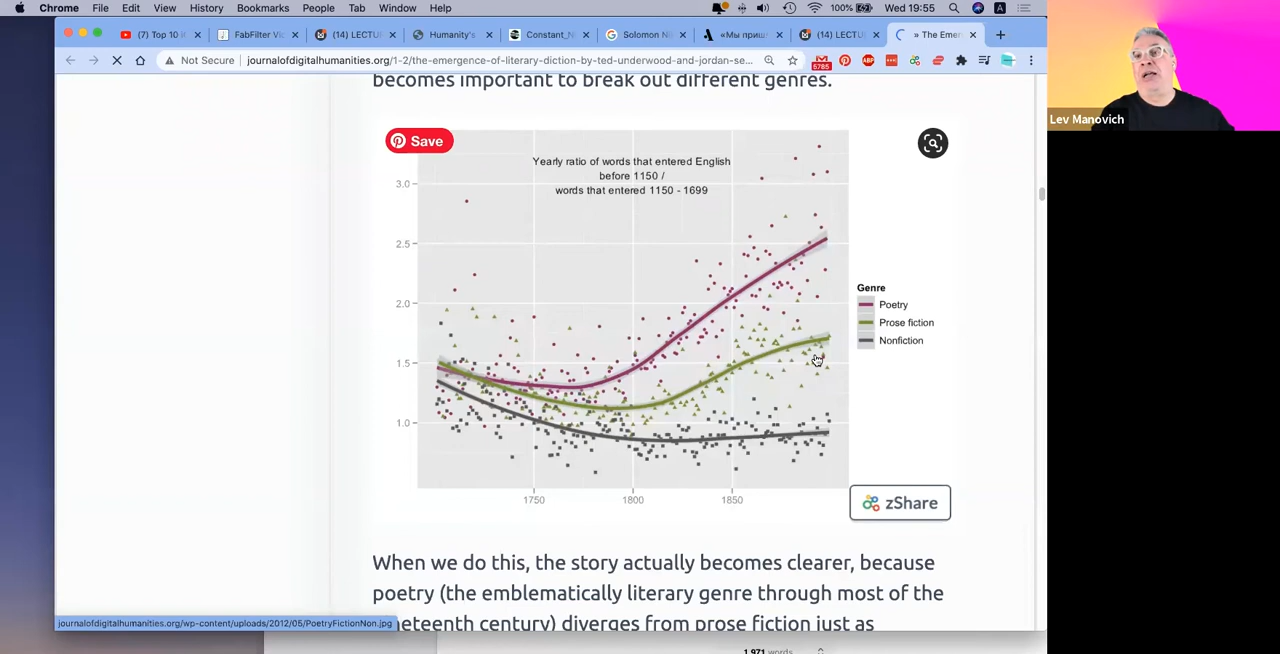 Chrome File Edit View History Bookmarks People Tab Window Help
100% Wed 19:55
(7) Top 10 i
FabFilter Vi
(14) LECTU
Humanity's
Constant_N
Solomon N
«Мы приш
(14) LECTU
» The Emer
Not Secure journalofdigitalhumanities.org/1-2/the-emergence-of-literary-diction-by-ted-underwood-and-jordan-se...
5785
ABP
becomes important to break out different genres.
Save
Yearly ratio of words that entered English
before 1150 /
words that entered 1150 - 1699
3.0
2.5
2.0
1.5
1.0
1750
1800
1850
Genre
Poetry
Prose fiction
Nonfiction
zShare
When we do this, the story actually becomes clearer, because
poetry (the emblematically literary genre through most of the
neteenth century) diverges from prose fiction just as
journalofdigitalhumanities.org/wp-content/uploads/2012/05/PoetryFictionNon.jpg
1,971 words
Lev Manovich